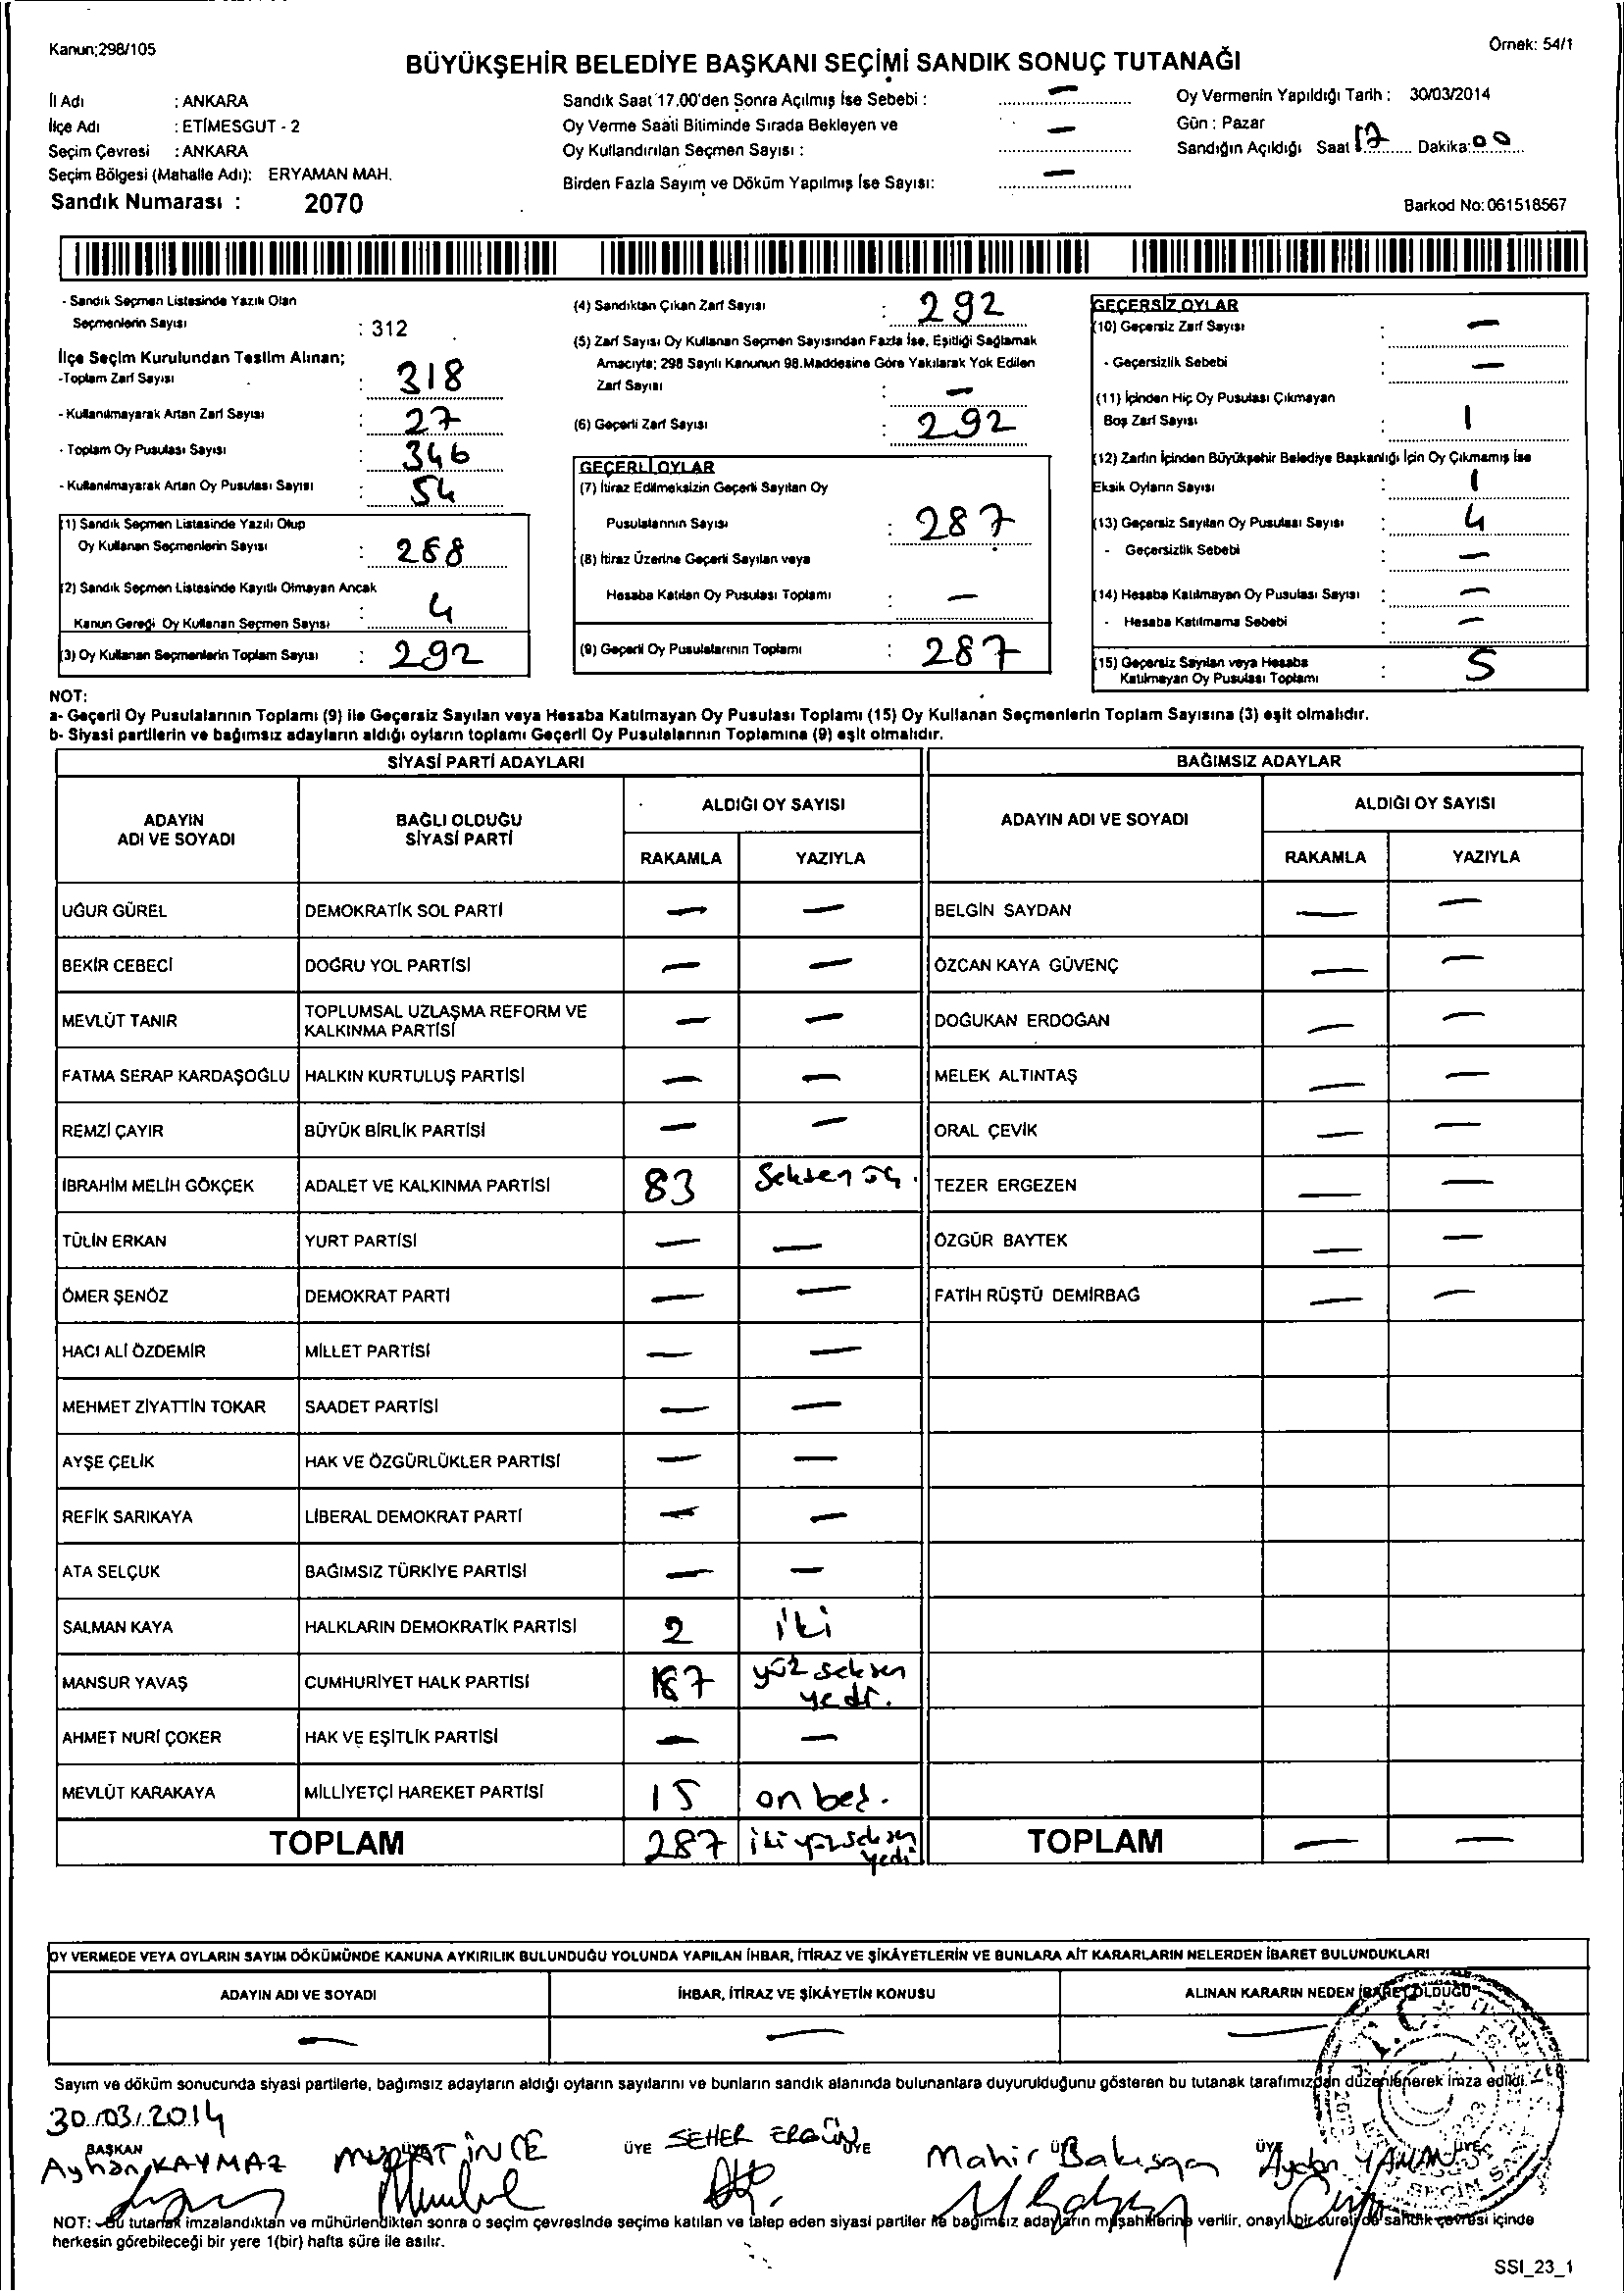 Kanun;298/105
Örnek: 54/1
BÜYÜKŞEHİR BELEDİYE BAŞKANI SEÇİMİ SANDIK SONUÇ TUTANAĞI
İl Adı : ANKARA
İlçe Adı : ETİMESGUT - 2
Seçim Çevresi : ANKARA
Seçim Bölgesi (Mahalle Adı): ERYAMAN MAH.
Sandık Numarası : 2070
Sandık Saat 17.00'den Sonra Açılmış İse Sebebi : —
Oy Verme Saati Bitiminde Sırada Bekleyen ve
Oy Kullandırılan Seçmen Sayısı : —
Birden Fazla Sayım ve Döküm Yapılmış İse Sayısı: —
Oy Vermenin Yapıldığı Tarih : 30/03/2014
Gün : Pazar
Sandığın Açıldığı Saat 17 Dakika: 00
Barkod No: 061518567
- Sandık Seçmen Listesinde Yazılı Olan
Seçmenlerin Sayısı : 312
İlçe Seçim Kurulundan Teslim Alınan;
-Toplam Zarf Sayısı : 318
- Kullanılmayarak Artan Zarf Sayısı : 27
- Toplam Oy Pusulası Sayısı : 346
- Kullanılmayarak Artan Oy Pusulası Sayısı : 54
(1) Sandık Seçmen Listesinde Yazılı Olup
Oy Kullanan Seçmenlerin Sayısı : 288
(2) Sandık Seçmen Listesinde Kayıtlı Olmayan Ancak
Kanun Gereği Oy Kullanan Seçmen Sayısı : 4
(3) Oy Kullanan Seçmenlerin Toplam Sayısı : 292
(4) Sandıktan Çıkan Zarf Sayısı : 292
(5) Zarf Sayısı Oy Kullanan Seçmen Sayısından Fazla İse, Eşitliği Sağlamak
Amacıyla; 298 Sayılı Kanunun 98.Maddesine Göre Yakılarak Yok Edilen
Zarf Sayısı : —
(6) Geçerli Zarf Sayısı : 292
GEÇERLİ OYLAR
(7) İtiraz Edilmeksizin Geçerli Sayılan Oy
Pusulalarının Sayısı : 287
(8) İtiraz Üzerine Geçerli Sayılan veya
Hesaba Katılan Oy Pusulası Toplamı : —
(9) Geçerli Oy Pusulalarının Toplamı : 287
GEÇERSİZ OYLAR
(10) Geçersiz Zarf Sayısı : —
- Geçersizlik Sebebi : —
(11) İçinden Hiç Oy Pusulası Çıkmayan
Boş Zarf Sayısı : 1
(12) Zarfın İçinden Büyükşehir Belediye Başkanlığı İçin Oy Çıkmamış İse
Eksik Oyların Sayısı : 1
(13) Geçersiz Sayılan Oy Pusulası Sayısı : 4
- Geçersizlik Sebebi : —
(14) Hesaba Katılmayan Oy Pusulası Sayısı : —
- Hesaba Katılmama Sebebi : —
(15) Geçersiz Sayılan veya Hesaba
Katılmayan Oy Pusulası Toplamı : 5
NOT:
a- Geçerli Oy Pusulalarının Toplamı (9) ile Geçersiz Sayılan veya Hesaba Katılmayan Oy Pusulası Toplamı (15) Oy Kullanan Seçmenlerin Toplam Sayısına (3) eşit olmalıdır.
b- Siyasi partilerin ve bağımsız adayların aldığı oyların toplamı Geçerli Oy Pusulalarının Toplamına (9) eşit olmalıdır.
SİYASİ PARTİ ADAYLARI
ADAYIN
ADI VE SOYADI
BAĞLI OLDUĞU
SİYASİ PARTİ
ALDIĞI OY SAYISI
RAKAMLA YAZIYLA
UĞUR GÜREL DEMOKRATİK SOL PARTİ — —
BEKİR CEBECİ DOĞRU YOL PARTİSİ — —
MEVLÜT TANIR TOPLUMSAL UZLAŞMA REFORM VE
KALKINMA PARTİSİ — —
FATMA SERAP KARDAŞOĞLU HALKIN KURTULUŞ PARTİSİ — —
REMZİ ÇAYIR BÜYÜK BİRLİK PARTİSİ — —
İBRAHİM MELİH GÖKÇEK ADALET VE KALKINMA PARTİSİ 83 Seksen üç.
TÜLİN ERKAN YURT PARTİSİ — —
ÖMER ŞENÖZ DEMOKRAT PARTİ — —
HACI ALİ ÖZDEMİR MİLLET PARTİSİ — —
MEHMET ZİYATTİN TOKAR SAADET PARTİSİ — —
AYŞE ÇELİK HAK VE ÖZGÜRLÜKLER PARTİSİ — —
REFİK SARIKAYA LİBERAL DEMOKRAT PARTİ — —
ATA SELÇUK BAĞIMSIZ TÜRKİYE PARTİSİ — —
SALMAN KAYA HALKLARIN DEMOKRATİK PARTİSİ 2 iki
MANSUR YAVAŞ CUMHURİYET HALK PARTİSİ 187 yüz seksen
yedi.
AHMET NURİ ÇOKER HAK VE EŞİTLİK PARTİSİ — —
MEVLÜT KARAKAYA MİLLİYETÇİ HAREKET PARTİSİ 15 on beş.
TOPLAM 287 iki yüz seksen
yedi
BAĞIMSIZ ADAYLAR
ADAYIN ADI VE SOYADI
ALDIĞI OY SAYISI
RAKAMLA YAZIYLA
BELGİN SAYDAN — —
ÖZCAN KAYA GÜVENÇ — —
DOĞUKAN ERDOĞAN — —
MELEK ALTINTAŞ — —
ORAL ÇEVİK — —
TEZER ERGEZEN — —
ÖZGÜR BAYTEK — —
FATİH RÜŞTÜ DEMİRBAĞ — —
TOPLAM — —
OY VERMEDE VEYA OYLARIN SAYIM DÖKÜMÜNDE KANUNA AYKIRILIK BULUNDUĞU YOLUNDA YAPILAN İHBAR, İTİRAZ VE ŞİKÂYETLERİN VE BUNLARA AİT KARARLARIN NELERDEN İBARET BULUNDUKLARI
ADAYIN ADI VE SOYADI İHBAR, İTİRAZ VE ŞİKÂYETİN KONUSU ALINAN KARARIN NEDEN İBARET OLDUĞU
— — —
T.C.
Sayım ve döküm sonucunda siyasi partilerle, bağımsız adayların aldığı oyların sayılarını ve bunların sandık alanında bulunanlara duyurulduğunu gösteren bu tutanak tarafımızdan düzenlenerek imza edildi.
30.03.2014
BAŞKAN ÜYE ÜYE ÜYE ÜYE ÜYE
Ayhan KAYMAZ MURAT İNCE SEHER ERGÜN Mahir Bakısgan Aydın YAMAN
NOT: - Bu tutanak imzalandıktan ve mühürlendikten sonra o seçim çevresinde seçime katılan ve talep eden siyasi partiler ile bağımsız adayların müşahitlerine verilir, onaylı bir sureti de sandık çevresi içinde
herkesin görebileceği bir yere 1(bir) hafta süre ile asılır.
SSI_23_1